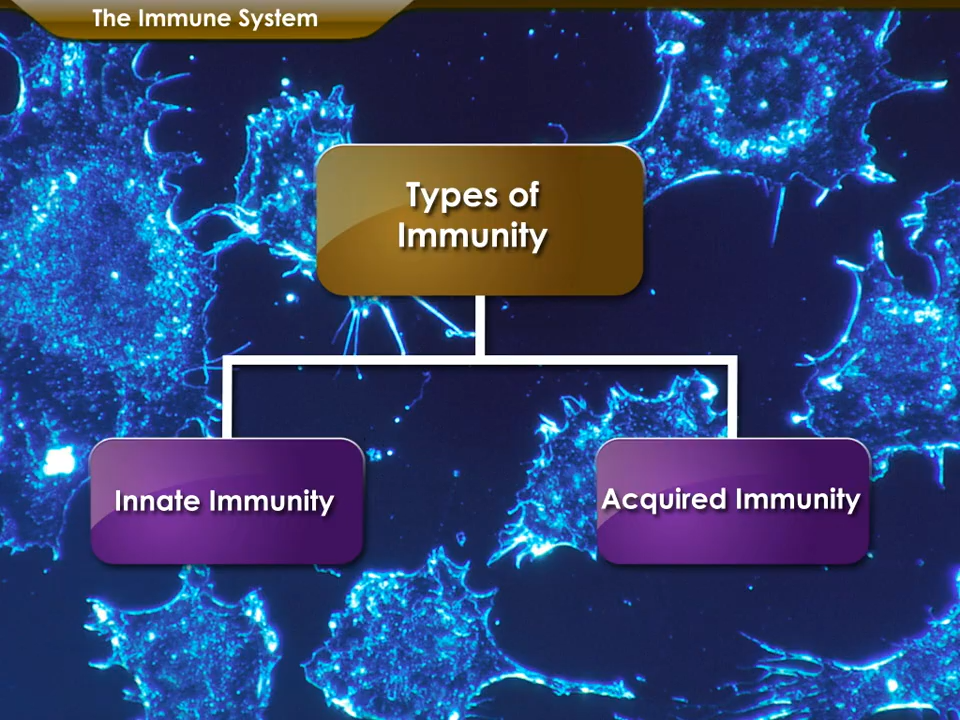 The Immune System
Types of
Immunity
Innate Immunity
Acquired Immunity